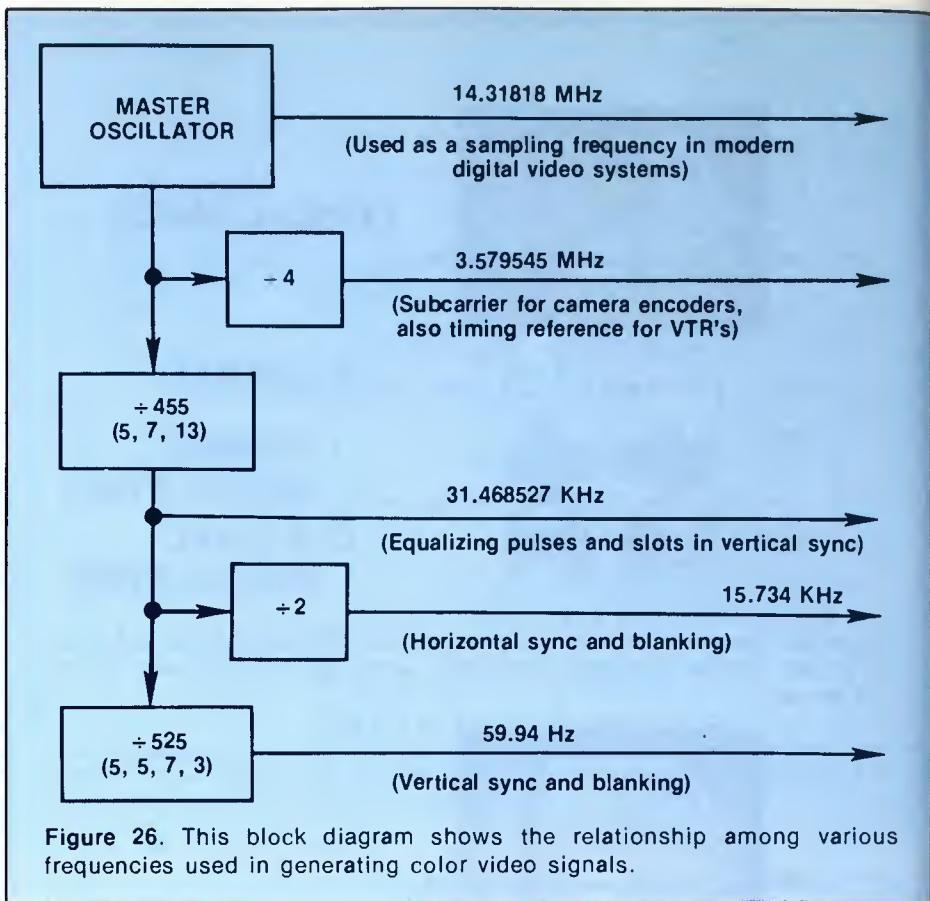 MASTER
OSCILLATOR
14.31818 MHz
(Used as a sampling frequency in modern
digital video systems)
÷4
3.579545 MHz
(Subcarrier for camera encoders,
also timing reference for VTR's)
÷455
(5, 7, 13)
31.468527 KHz
(Equalizing pulses and slots in vertical sync)
÷2
15.734 KHz
(Horizontal sync and blanking)
÷525
(5, 5, 7, 3)
59.94 Hz
(Vertical sync and blanking)
Figure 26. This block diagram shows the relationship among various
frequencies used in generating color video signals.